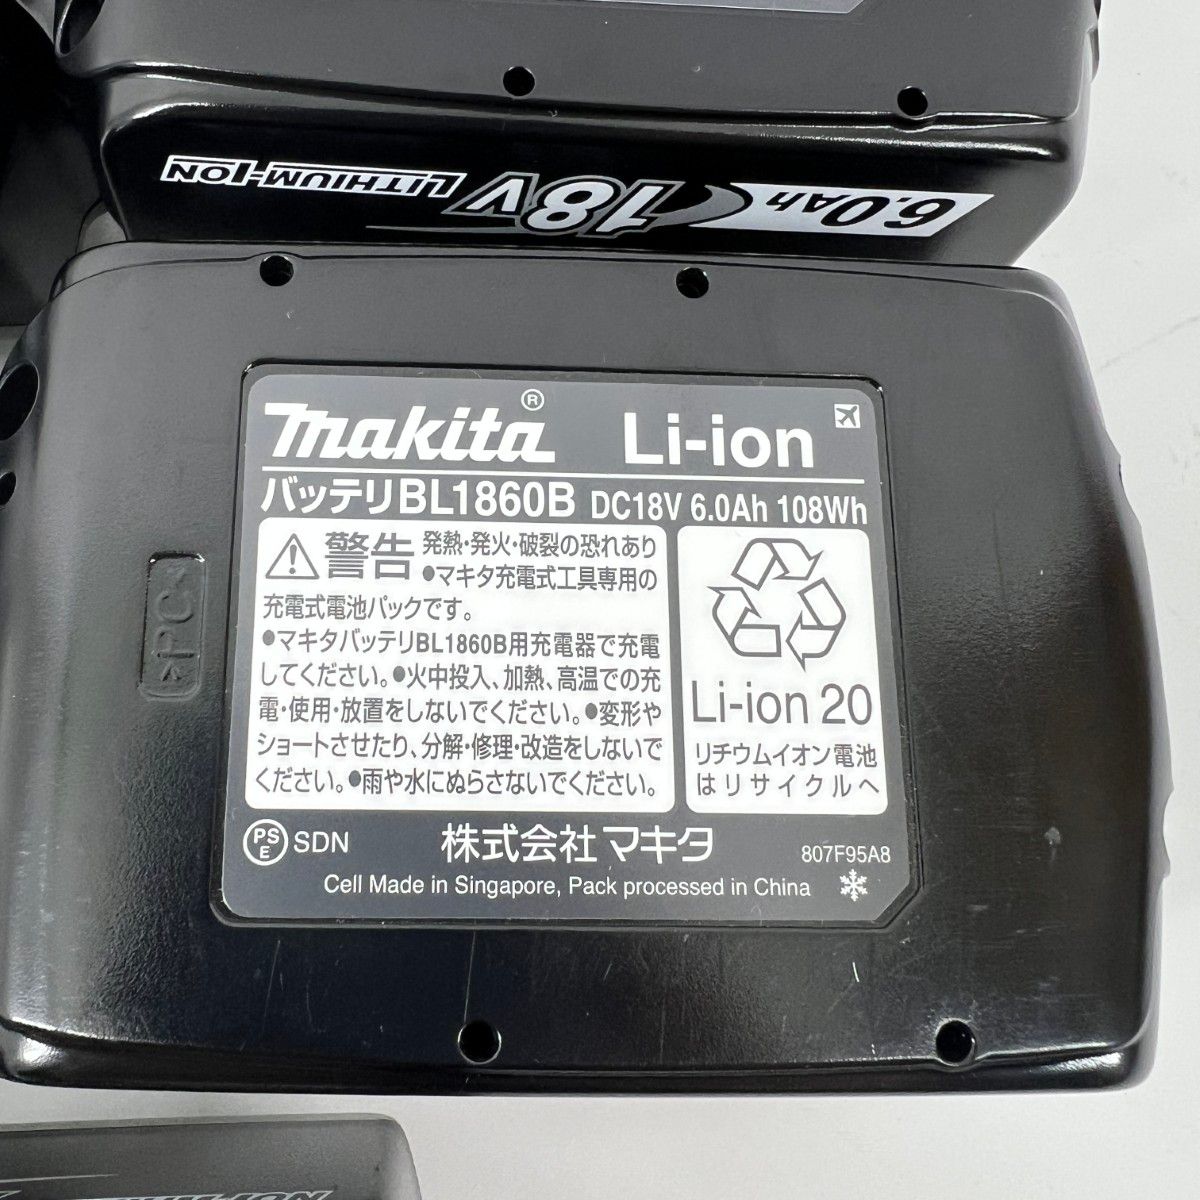 6.0Ah 18V LITHIUM-ION
makita® Li-ion
バッテリBL1860B DC18V 6.0Ah 108Wh
警告 発熱・発火・破裂の恐れあり
●マキタ充電式工具専用の
充電式電池パックです。
●マキタバッテリBL1860B用充電器で充電
してください。●火中投入、加熱、高温での充
電・使用・放置をしないでください。●変形や
ショートさせたり、分解・修理・改造をしないで
ください。●雨や水にぬらさないでください。
Li-ion 20
リチウムイオン電池
はリサイクルへ
>PC<
PSE SDN 株式会社マキタ 807F95A8
Cell Made in Singapore, Pack processed in China